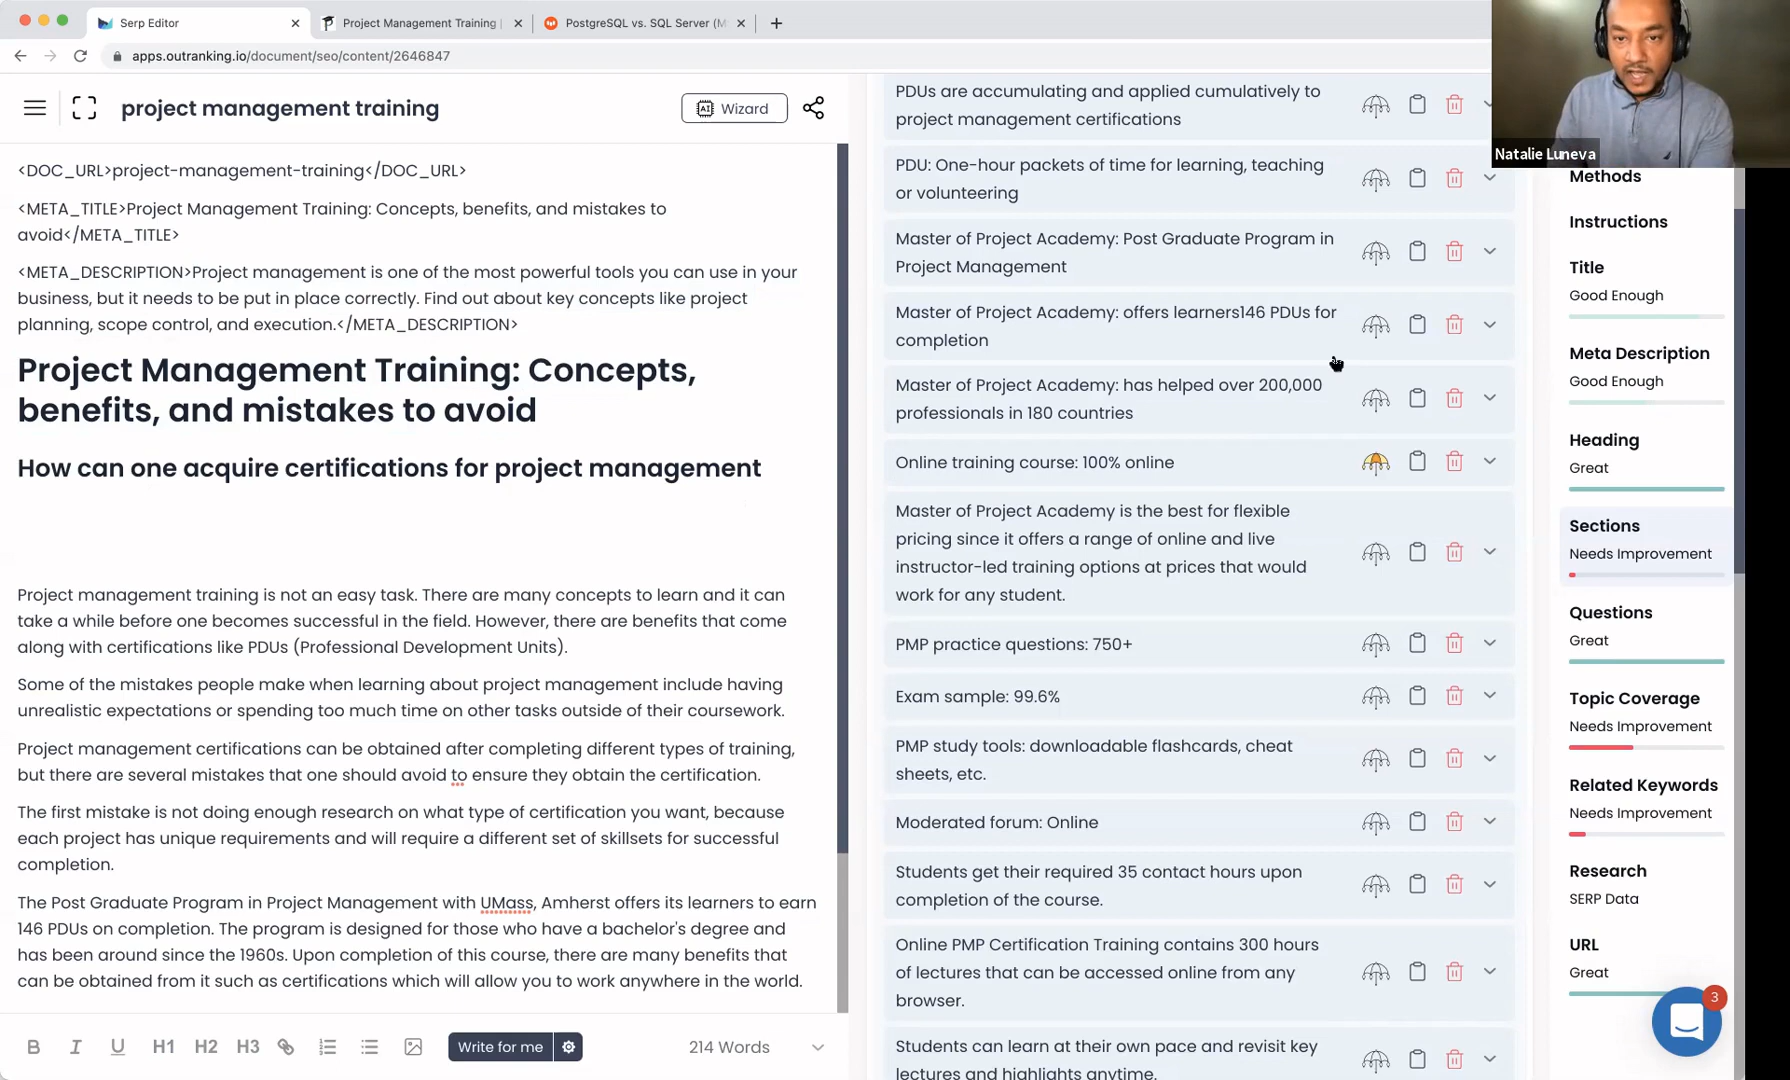 Serp Editor
Project Management Training |
PostgreSQL vs. SQL Server (M
apps.outranking.io/document/seo/content/2646847
project management training
Wizard
<DOC_URL>project-management-training</DOC_URL>
<META_TITLE>Project Management Training: Concepts, benefits, and mistakes to
avoid</META_TITLE>
<META_DESCRIPTION>Project management is one of the most powerful tools you can use in your
business, but it needs to be put in place correctly. Find out about key concepts like project
planning, scope control, and execution.</META_DESCRIPTION>
Project Management Training: Concepts,
benefits, and mistakes to avoid
How can one acquire certifications for project management
Project management training is not an easy task. There are many concepts to learn and it can
take a while before one becomes successful in the field. However, there are benefits that come
along with certifications like PDUs (Professional Development Units).
Some of the mistakes people make when learning about project management include having
unrealistic expectations or spending too much time on other tasks outside of their coursework.
Project management certifications can be obtained after completing different types of training,
but there are several mistakes that one should avoid to ensure they obtain the certification.
The first mistake is not doing enough research on what type of certification you want, because
each project has unique requirements and will require a different set of skillsets for successful
completion.
The Post Graduate Program in Project Management with UMass, Amherst offers its learners to earn
146 PDUs on completion. The program is designed for those who have a bachelor's degree and
has been around since the 1960s. Upon completion of this course, there are many benefits that
can be obtained from it such as certifications which will allow you to work anywhere in the world.
B I U H1 H2 H3
Write for me
214 Words
PDUs are accumulating and applied cumulatively to
project management certifications
PDU: One-hour packets of time for learning, teaching
or volunteering
Master of Project Academy: Post Graduate Program in
Project Management
Master of Project Academy: offers learners146 PDUs for
completion
Master of Project Academy: has helped over 200,000
professionals in 180 countries
Online training course: 100% online
Master of Project Academy is the best for flexible
pricing since it offers a range of online and live
instructor-led training options at prices that would
work for any student.
PMP practice questions: 750+
Exam sample: 99.6%
PMP study tools: downloadable flashcards, cheat
sheets, etc.
Moderated forum: Online
Students get their required 35 contact hours upon
completion of the course.
Online PMP Certification Training contains 300 hours
of lectures that can be accessed online from any
browser.
Students can learn at their own pace and revisit key
lectures and highlights anytime.
Natalie Luneva
Methods
Instructions
Title
Good Enough
Meta Description
Good Enough
Heading
Great
Sections
Needs Improvement
Questions
Great
Topic Coverage
Needs Improvement
Related Keywords
Needs Improvement
Research
SERP Data
URL
Great
3